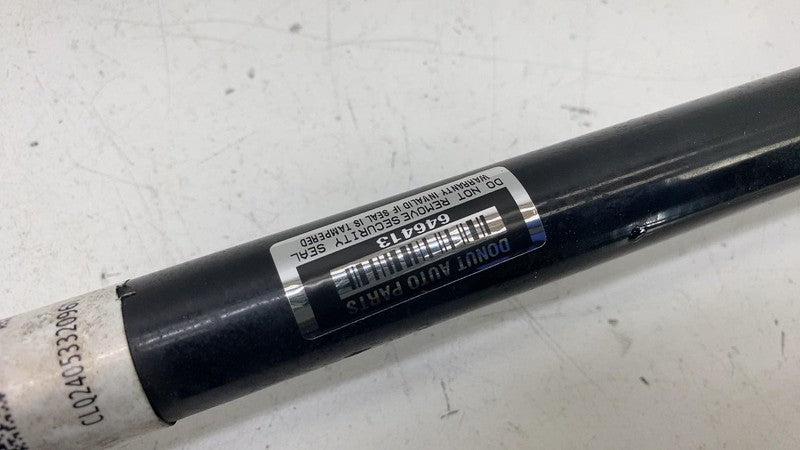 DONUT AUTO PARTS
646413
DO NOT REMOVE SECURITY SEAL
WARRANTY INVALID IF SEAL IS TAMPERED
CLQ2405332096